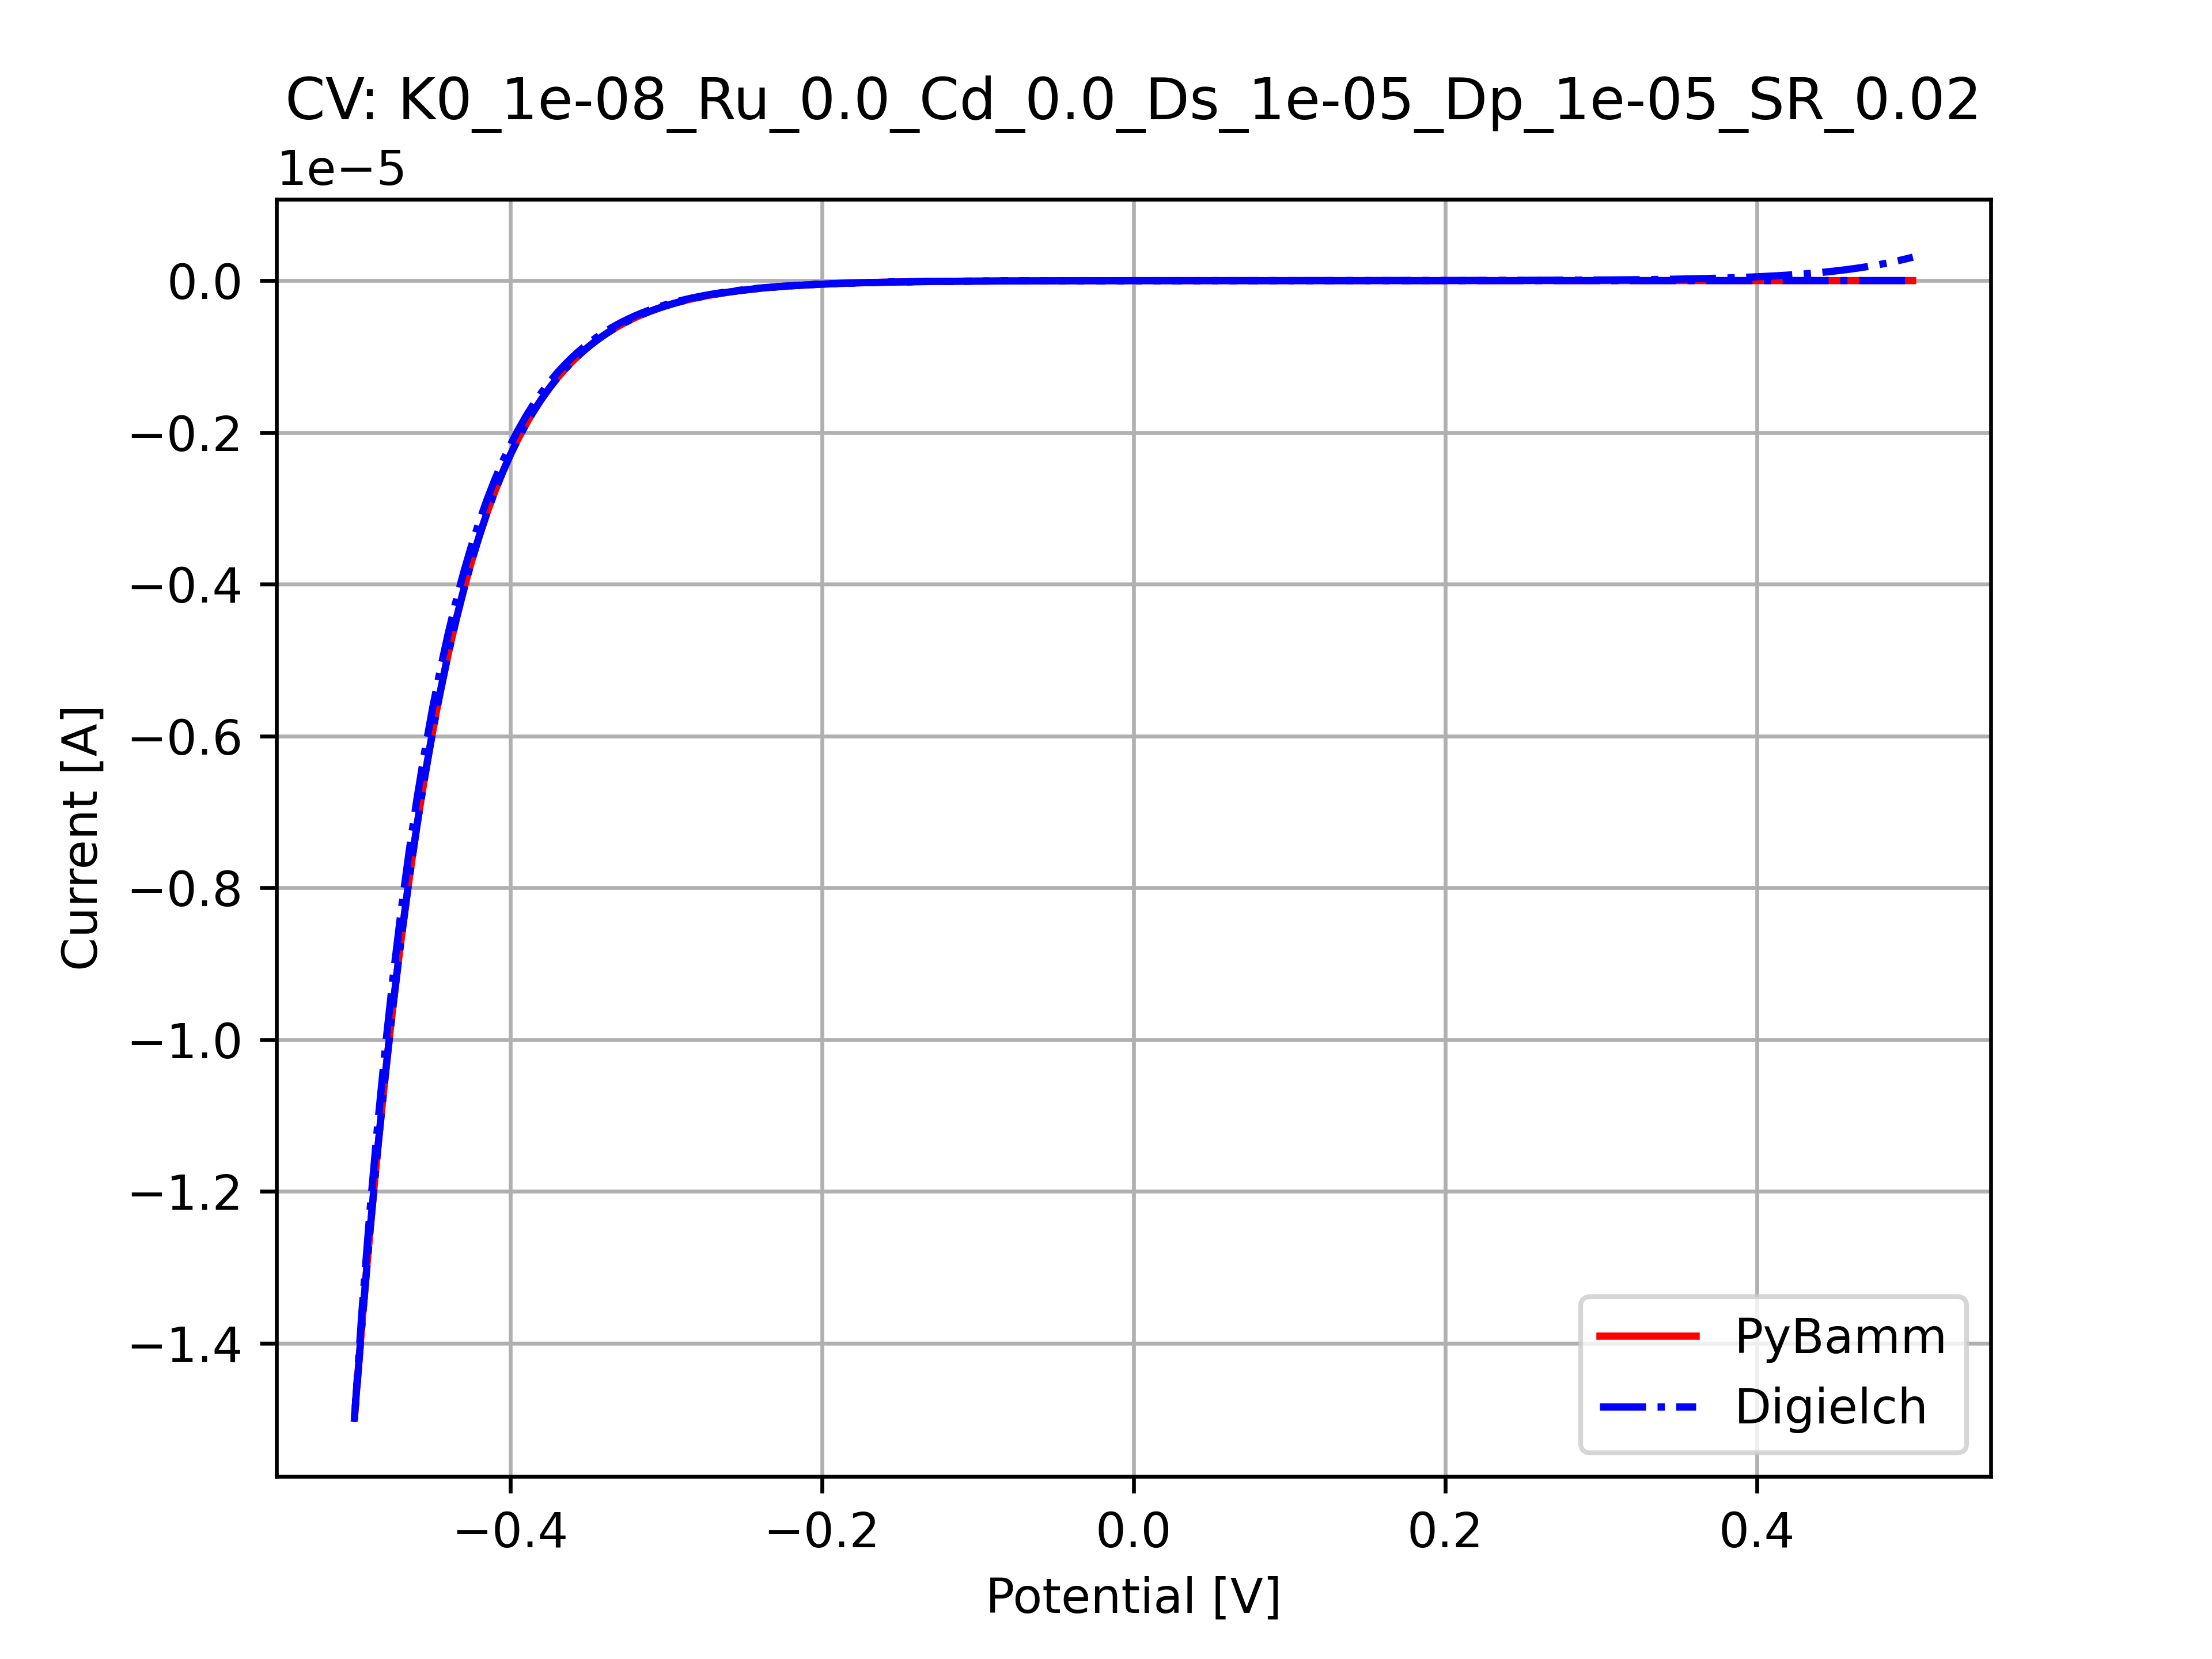 CV: K0_1e-08_Ru_0.0_Cd_0.0_Ds_1e-05_Dp_1e-05_SR_0.02
1e−5
0.0
−0.2
−0.4
−0.6
−0.8
−1.0
−1.2
−1.4
Current [A]
PyBamm
Digielch
−0.4 −0.2 0.0 0.2 0.4
Potential [V]